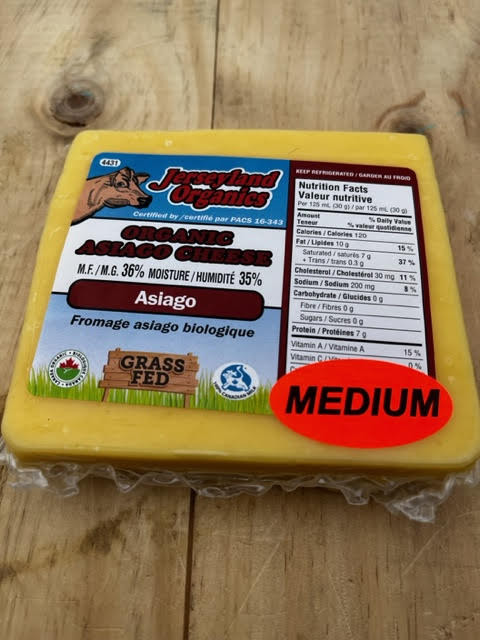 4431
Jerseyland
Organics
Certified by /certifié par PACS 16-343
ORGANIC
ASIAGO CHEESE
M.F. / M.G. 36% MOISTURE / HUMIDITÉ 35%
Asiago
Fromage asiago biologique
GRASS
FED
CANADA ORGANIC • BIOLOGIQUE
100% CANADIAN MILK
KEEP REFRIGERATED / GARDER AU FROID
Nutrition Facts
Valeur nutritive
Per 125 mL (30 g) / par 125 mL (30 g)
Amount % Daily Value
Teneur % valeur quotidienne
Calories / Calories 120
Fat / Lipides 10 g 15 %
Saturated / saturés 7 g
+ Trans / trans 0.3 g 37 %
Cholesterol / Cholestérol 30 mg 11 %
Sodium / Sodium 200 mg 8 %
Carbohydrate / Glucides 0 g
Fibre / Fibres 0 g
Sugars / Sucres 0 g
Protein / Protéines 7 g
Vitamin A / Vitamine A 15 %
Vitamin C / 0 %
MEDIUM